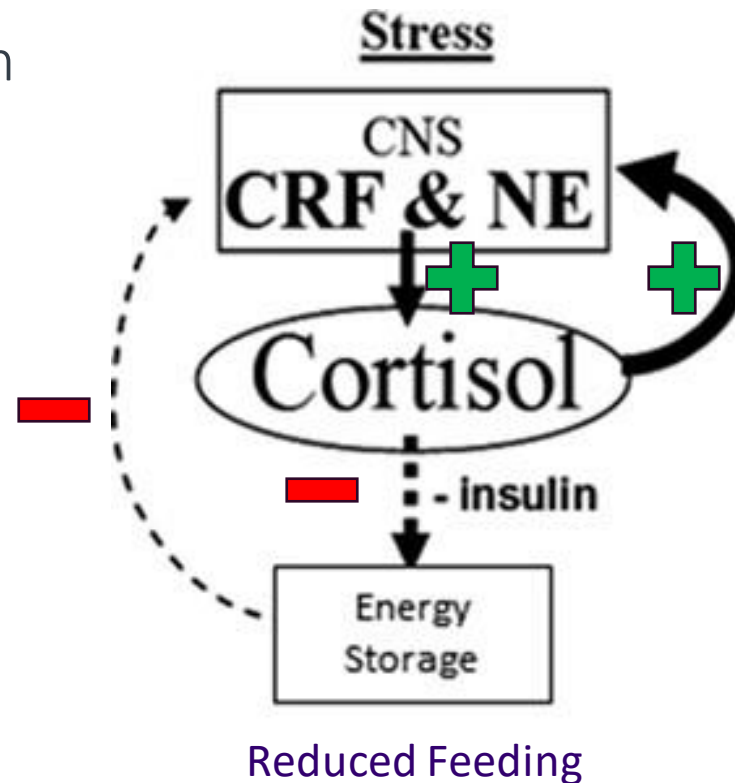 n
Stress
CNS
CRF & NE
Cortisol
- insulin
Energy
Storage
Reduced Feeding